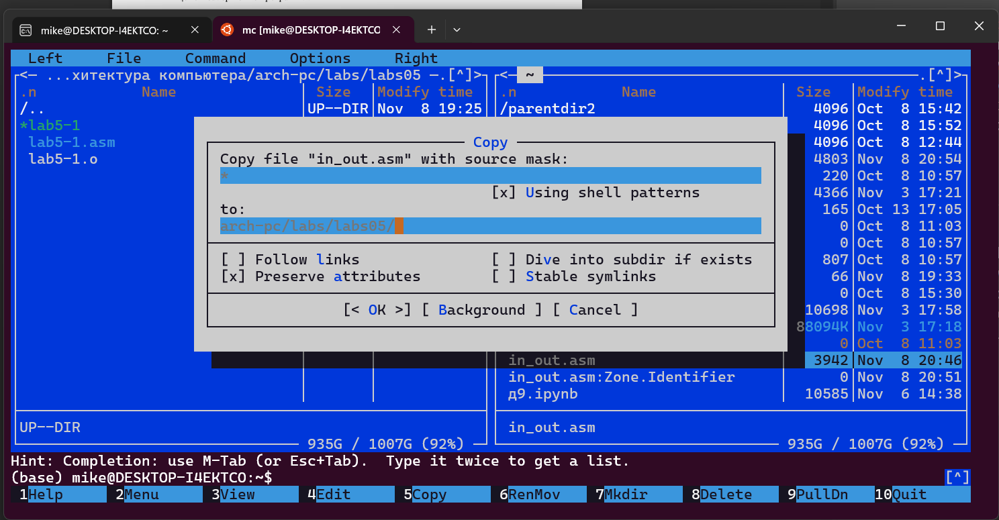 mike@DESKTOP-I4EKTCO: ~
mc [mike@DESKTOP-I4EKTCO
Left File Command Options Right
<— ...хитектура компьютера/arch-pc/labs/labs05 —.[^]> <— ~ .[^]>
.n Name Size Modify time .n Name Size Modify time
/.. UP--DIR Nov 8 19:25 /parentdir2 4096 Oct 8 15:42
*lab5-1 4096 Oct 8 15:52
lab5-1.asm 4096 Oct 8 12:44
lab5-1.o 4803 Nov 8 20:54
220 Oct 8 10:57
4366 Nov 3 17:21
165 Oct 13 17:05
0 Oct 8 11:03
0 Oct 8 10:57
807 Oct 8 10:57
66 Nov 8 19:33
0 Oct 8 15:30
10698 Nov 3 17:58
88094K Nov 3 17:18
0 Oct 8 11:03
in_out.asm 3942 Nov 8 20:46
in_out.asm:Zone.Identifier 0 Nov 8 20:51
д9.ipynb 10585 Nov 6 14:38
Copy
Copy file "in_out.asm" with source mask:
*
[x] Using shell patterns
to:
arch-pc/labs/labs05/
[ ] Follow links [ ] Dive into subdir if exists
[x] Preserve attributes [ ] Stable symlinks
[< OK >] [ Background ] [ Cancel ]
UP--DIR in_out.asm
935G / 1007G (92%) 935G / 1007G (92%)
Hint: Completion: use M-Tab (or Esc+Tab). Type it twice to get a list.
(base) mike@DESKTOP-I4EKTCO:~$ [^]
1Help 2Menu 3View 4Edit 5Copy 6RenMov 7Mkdir 8Delete 9PullDn 10Quit